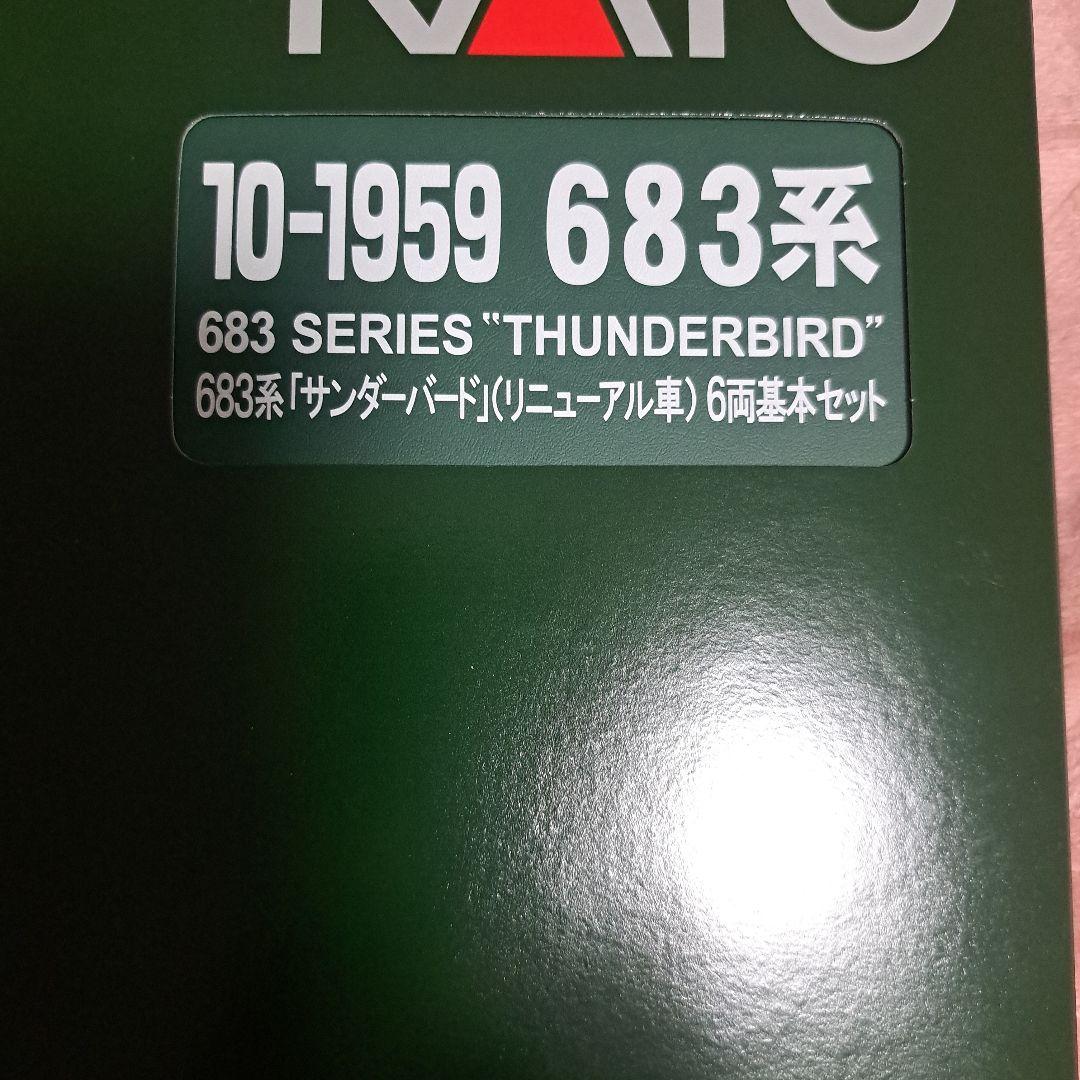 KATO
10-1959 683系
683 SERIES "THUNDERBIRD"
683系「サンダーバード」(リニューアル車) 6両基本セット